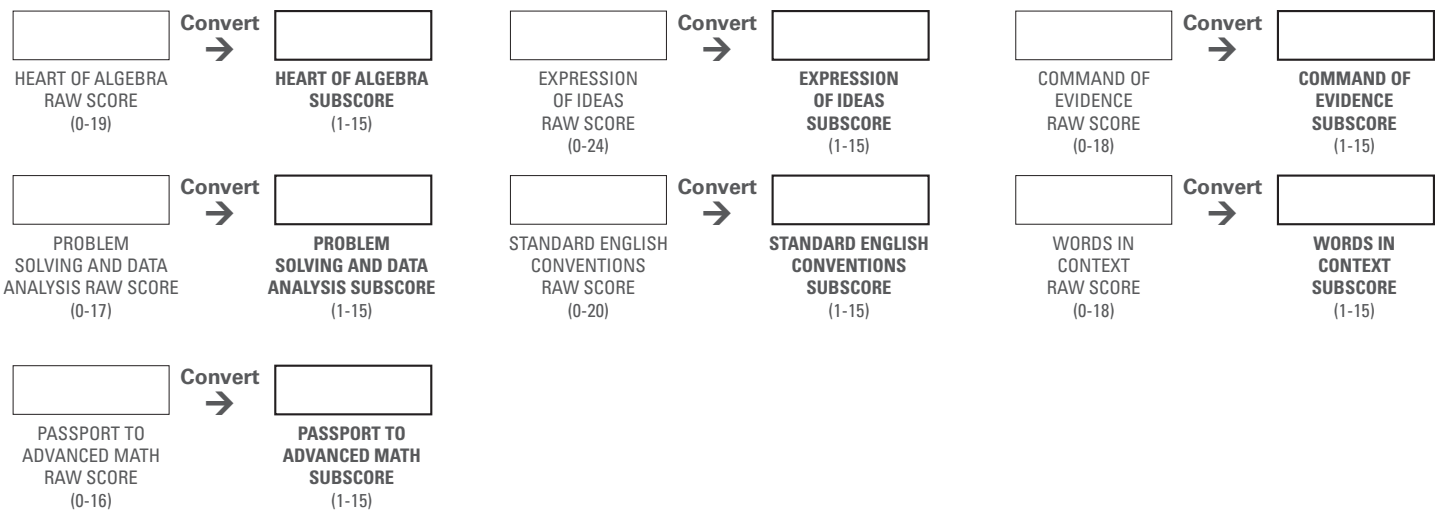 Convert
→
HEART OF ALGEBRA
RAW SCORE
(0-19)
HEART OF ALGEBRA
SUBSCORE
(1-15)
Convert
→
EXPRESSION
OF IDEAS
RAW SCORE
(0-24)
EXPRESSION
OF IDEAS
SUBSCORE
(1-15)
Convert
→
COMMAND OF
EVIDENCE
RAW SCORE
(0-18)
COMMAND OF
EVIDENCE
SUBSCORE
(1-15)
Convert
→
PROBLEM
SOLVING AND DATA
ANALYSIS RAW SCORE
(0-17)
PROBLEM
SOLVING AND DATA
ANALYSIS SUBSCORE
(1-15)
Convert
→
STANDARD ENGLISH
CONVENTIONS
RAW SCORE
(0-20)
STANDARD ENGLISH
CONVENTIONS
SUBSCORE
(1-15)
Convert
→
WORDS IN
CONTEXT
RAW SCORE
(0-18)
WORDS IN
CONTEXT
SUBSCORE
(1-15)
Convert
→
PASSPORT TO
ADVANCED MATH
RAW SCORE
(0-16)
PASSPORT TO
ADVANCED MATH
SUBSCORE
(1-15)